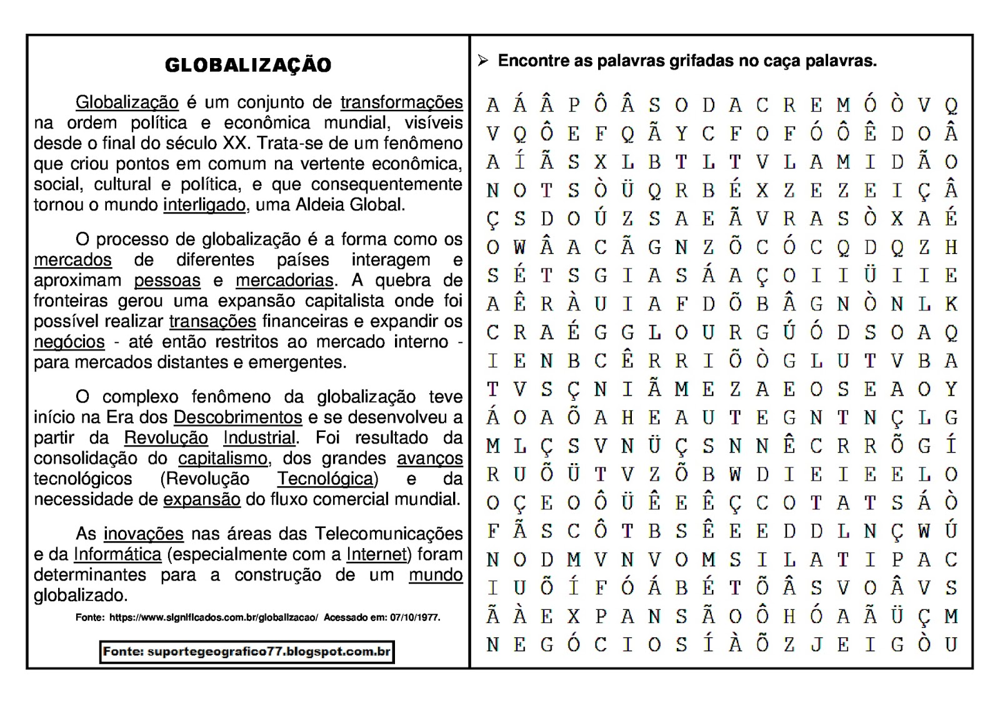 GLOBALIZAÇÃO
Globalização é um conjunto de transformações
na ordem política e econômica mundial, visíveis
desde o final do século XX. Trata-se de um fenômeno
que criou pontos em comum na vertente econômica,
social, cultural e política, e que consequentemente
tornou o mundo interligado, uma Aldeia Global.
O processo de globalização é a forma como os
mercados de diferentes países interagem e
aproximam pessoas e mercadorias. A quebra de
fronteiras gerou uma expansão capitalista onde foi
possível realizar transações financeiras e expandir os
negócios - até então restritos ao mercado interno -
para mercados distantes e emergentes.
O complexo fenômeno da globalização teve
início na Era dos Descobrimentos e se desenvolveu a
partir da Revolução Industrial. Foi resultado da
consolidação do capitalismo, dos grandes avanços
tecnológicos (Revolução Tecnológica) e da
necessidade de expansão do fluxo comercial mundial.
As inovações nas áreas das Telecomunicações
e da Informática (especialmente com a Internet) foram
determinantes para a construção de um mundo
globalizado.
Fonte: https://www.significados.com.br/globalizacao/ Acessado em: 07/10/1977.
Fonte: suportegeografico77.blogspot.com.br
➢ Encontre as palavras grifadas no caça palavras.
A Á Â P Ô Â S O D A C R E M Ó Ò V Q
V Q Ô E F Q Ã Y C F O F Ó Ô Ê D O Â
A Í Ã S X L B T L T V L A M I D Ã O
N O T S Ò Ü Q R B É X Z E Z E I Ç Â
Ç S D O Ú Z S A E Ã V R A S Ò X A É
O W Â A C Ã G N Z Õ C Ó C Q D Q Z H
S É T S G I A S Á A Ç O I I Ü I I E
A Ê R À U I A F D Õ B Â G N Ò N L K
C R A É G G L O U R G Ú Ó D S O A Q
I E N B C Ê R R I Õ Ò G L U T V B A
T V S Ç N I Ã M E Z A E O S E A O Y
Á O A Õ A H E A U T E G N T N Ç L G
M L Ç S V N Ü Ç S N N Ê C R R Õ G Í
R U Õ Ü T V Z Õ B W D I E I E E L O
O Ç E O Ô Ü Ê E Ê Ç C O T A T S Á Ò
F Ã S C Ô T B S Ê E E D D L N Ç W Ú
N O D M V N V O M S I L A T I P A C
I U Õ Í F Ó Á B É T Õ Â S V O Â V S
Ã À E X P A N S Ã O Ô H Ó A Ã Ü Ç M
N E G Ó C I O S Í À Õ Z J E I G Ò U